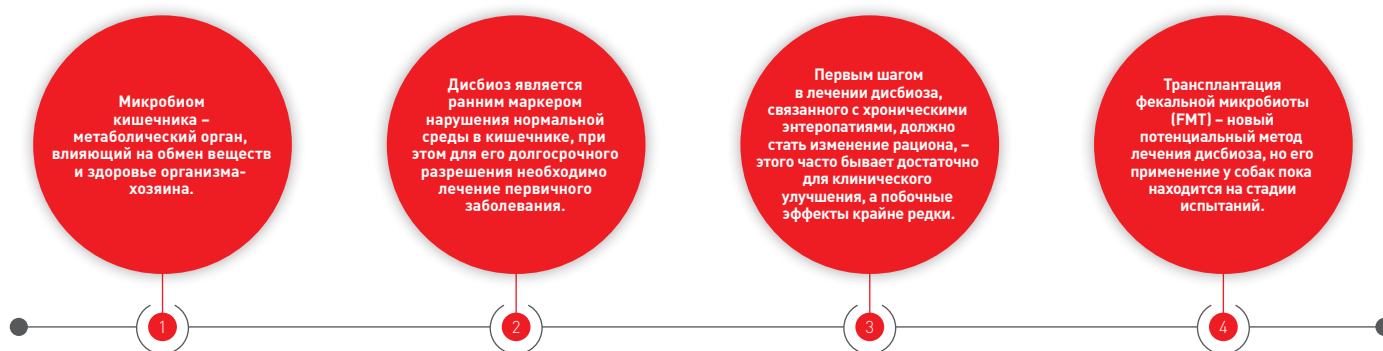 Микробиом
кишечника –
метаболический орган,
влияющий на обмен веществ
и здоровье организма-
хозяина.
Дисбиоз является
ранним маркером
нарушения нормальной
среды в кишечнике, при
этом для его долгосрочного
разрешения необходимо
лечение первичного
заболевания.
Первым шагом
в лечении дисбиоза,
связанного с хроническими
энтеропатиями, должно
стать изменение рациона, –
этого часто бывает достаточно
для клинического
улучшения, а побочные
эффекты крайне редки.
Трансплантация
фекальной микробиоты
(FMT) – новый
потенциальный метод
лечения дисбиоза, но его
применение у собак пока
находится на стадии
испытаний.
1
2
3
4